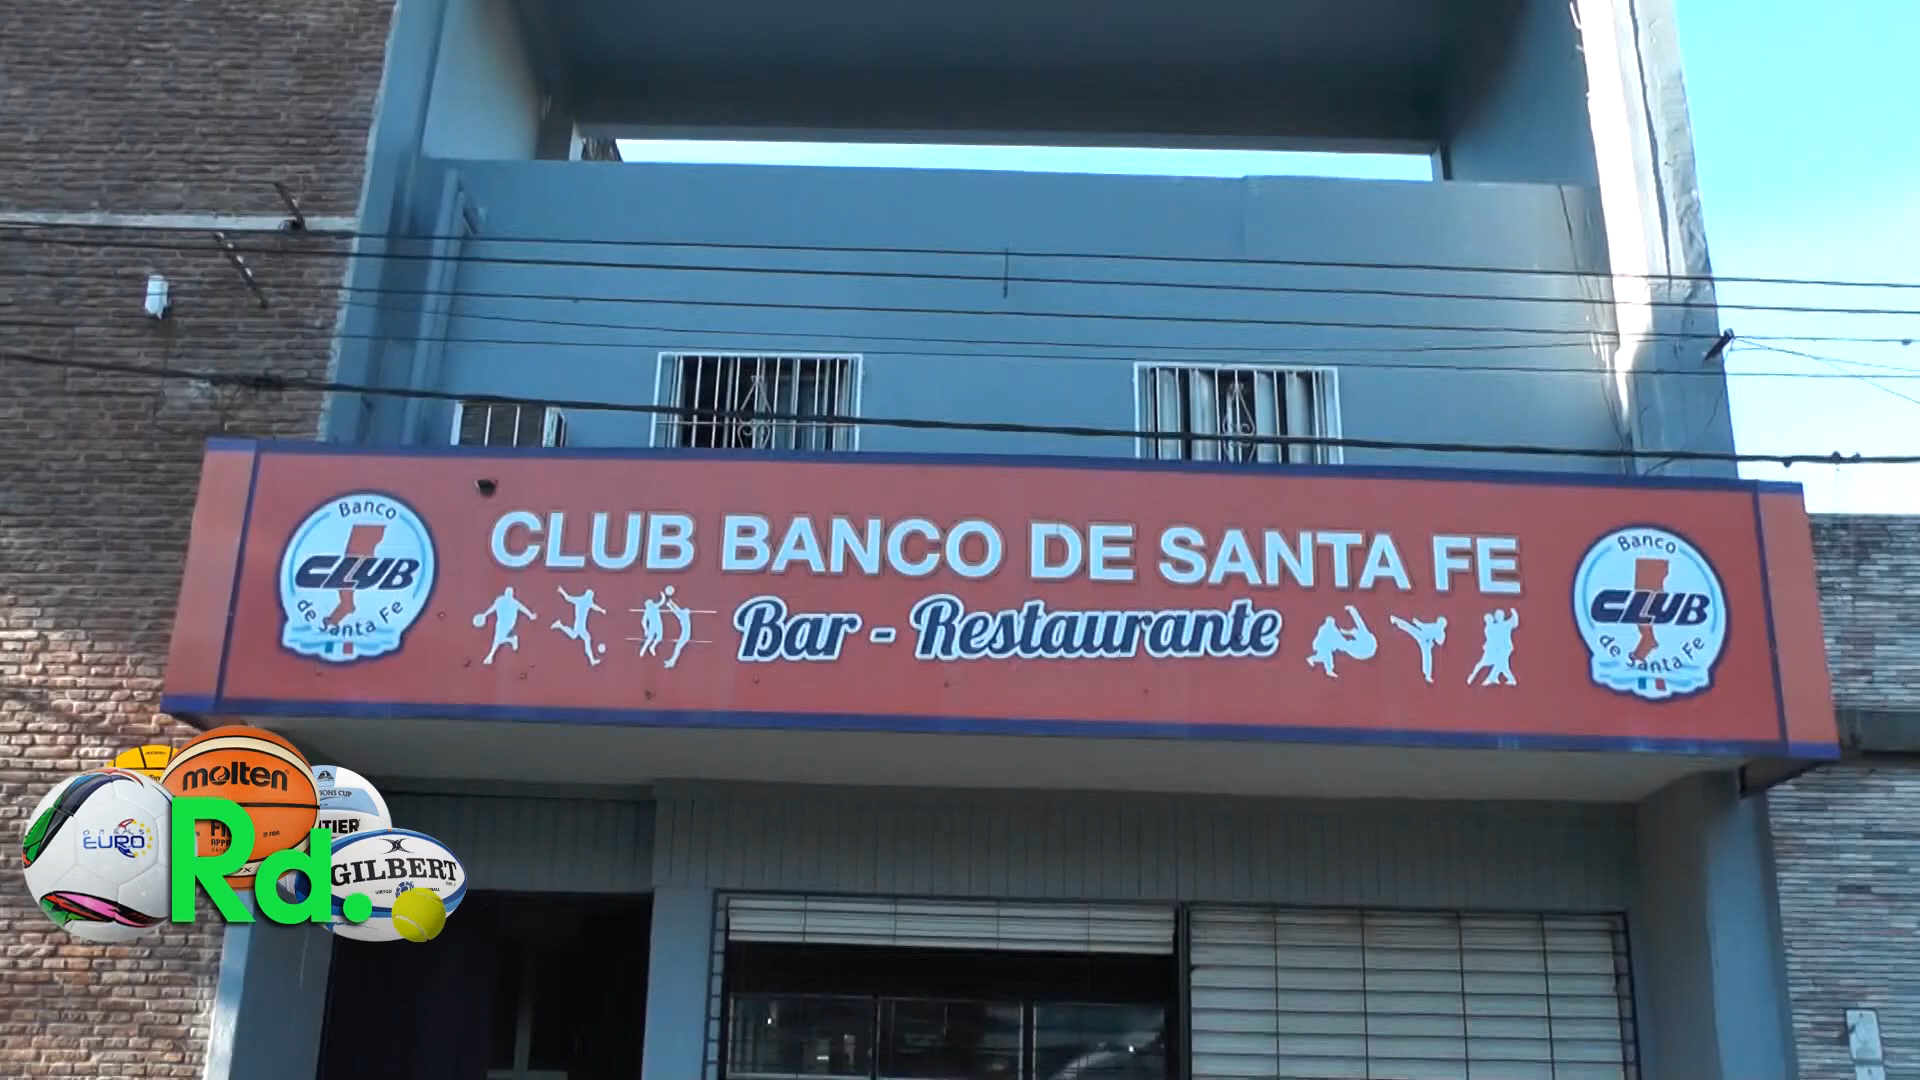 Banco
CLUB
de Santa Fe
CLUB BANCO DE SANTA FE
Bar - Restaurante
Banco
CLUB
de Santa Fe
molten
EURO
Rd.
GILBERT